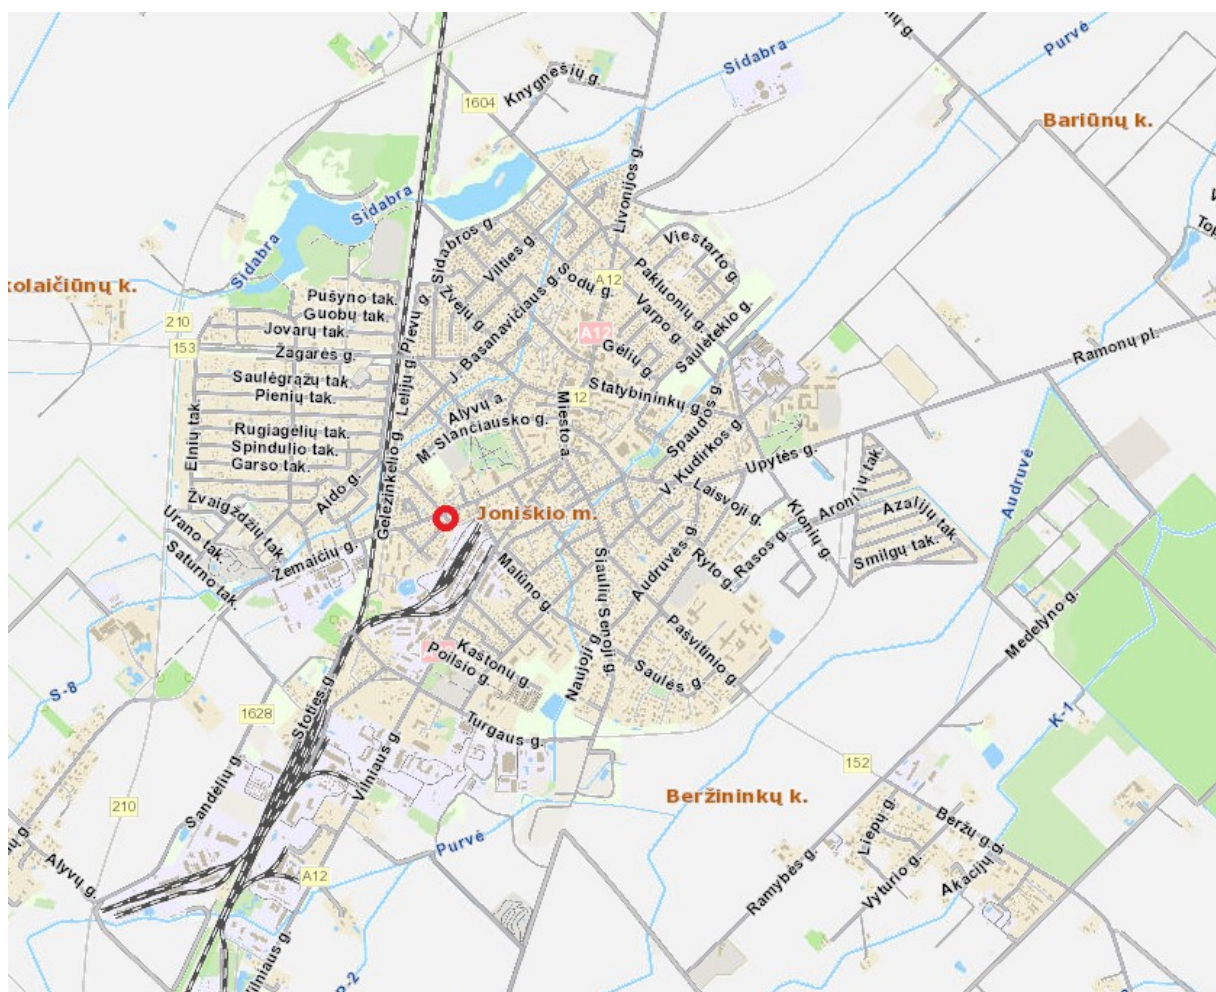 ių g.
Purvė
Sidabra
Knygnešių g.
1604
Bariūnų k.
Livonijos g.
Sidabra
Viestarto g.
Sidabros g.
Vilties g.
Sidabra
A12
Sodų g.
Pakluonių g.
kolaičiūnų k.
Pušyno tak.
Guobų tak.
Jovarų tak.
Pievų g.
Žvejų g.
Varpo g.
Saulėtekio g.
210
153
A12
Gėlių g.
Ramonų pl.
Žagarės g.
J. Basanavičiaus g.
Saulėgrąžų tak.
Pienių tak.
Lelijų g.
Statybininkų g.
12
Alyvų a.
M. Slančiausko g.
Miesto a.
Spaudos g.
V. Kudirkos g.
Elnių tak.
Rugiagėlių tak.
Spindulio tak.
Garso tak.
Upytės g.
Aido g.
Geležinkelio g.
Laisvoji g.
Klonių g.
Aronijų tak.
Azalijų tak.
Smilgų tak.
Audruvė
Žvaigždžių tak.
Urano tak.
Saturno tak.
Žemaičių g.
Joniškio m.
Malūno g.
Šiaulių Senoji g.
Audruvės g.
Ryto g.
Rasos g.
Medelyno g.
Pašvitinio g.
Kaštonų g.
Poilsio g.
Naujoji g.
Saulės g.
S-8
1628
Stoties g.
K-1
Turgaus g.
Vilniaus g.
Sandėlių g.
152
210
Beržininkų k.
Liepų g.
Beržų g.
Purvė
Alyvų g.
A12
Ramybės g.
Vyturio g.
Akacijų g.
Vilniaus g.
P-2